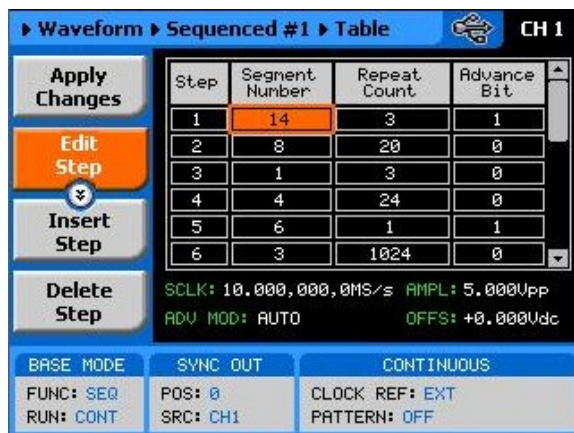 Waveform Sequenced #1 Table CH 1
Apply Changes
Edit Step
Insert Step
Delete Step
Step Segment Number Repeat Count Advance Bit
1 14 3 1
2 8 20 0
3 1 3 0
4 4 24 0
5 6 1 1
6 3 1024 0
SCLK: 10.000,000,0MS/s AMPL: 5.000Vpp
ADV MOD: AUTO OFFS: +0.000Vdc
BASE MODE SYNC OUT CONTINUOUS
FUNC: SEQ POS: 0 CLOCK REF: EXT
RUN: CONT SRC: CH1 PATTERN: OFF